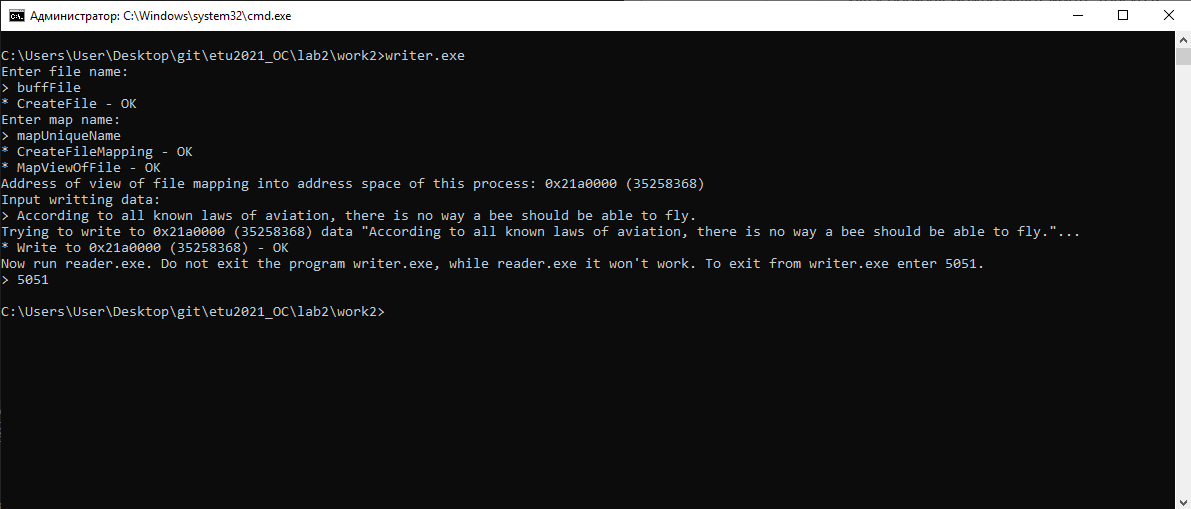 Администратор: C:\Windows\system32\cmd.exe
C:\Users\User\Desktop\git\etu2021_OC\lab2\work2>writer.exe
Enter file name:
> buffFile
* CreateFile - OK
Enter map name:
> mapUniqueName
* CreateFileMapping - OK
* MapViewOfFile - OK
Address of view of file mapping into address space of this process: 0x21a0000 (35258368)
Input writting data:
> According to all known laws of aviation, there is no way a bee should be able to fly.
Trying to write to 0x21a0000 (35258368) data "According to all known laws of aviation, there is no way a bee should be able to fly."...
* Write to 0x21a0000 (35258368) - OK
Now run reader.exe. Do not exit the program writer.exe, while reader.exe it won't work. To exit from writer.exe enter 5051.
> 5051
C:\Users\User\Desktop\git\etu2021_OC\lab2\work2>